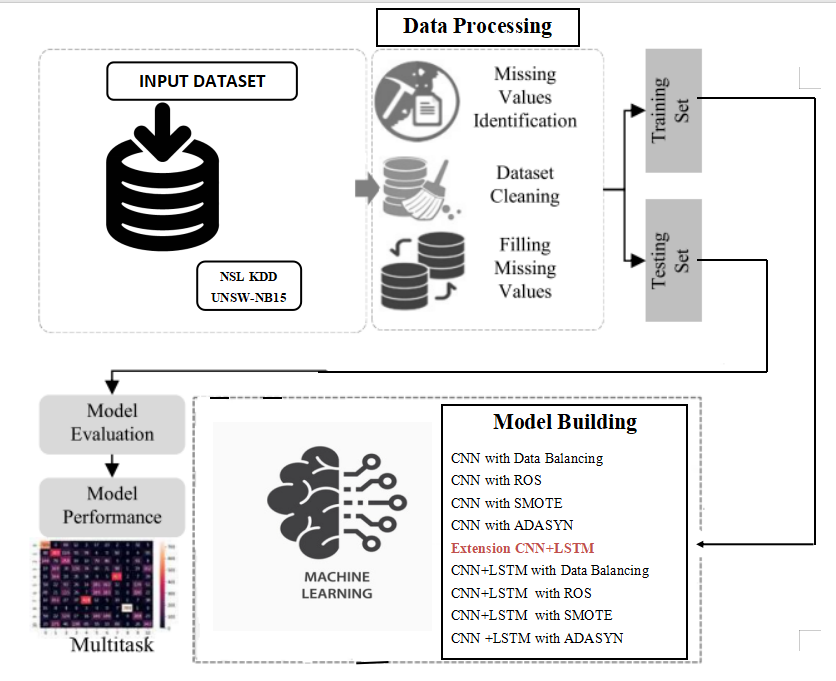 Data Processing
INPUT DATASET
NSL KDD
UNSW-NB15
Missing
Values
Identification
Dataset
Cleaning
Filling
Missing
Values
Training
Set
Testing
Set
Model
Evaluation
Model
Performance
Multitask
MACHINE
LEARNING
Model Building
CNN with Data Balancing
CNN with ROS
CNN with SMOTE
CNN with ADASYN
Extension CNN+LSTM
CNN+LSTM with Data Balancing
CNN+LSTM with ROS
CNN+LSTM with SMOTE
CNN +LSTM with ADASYN